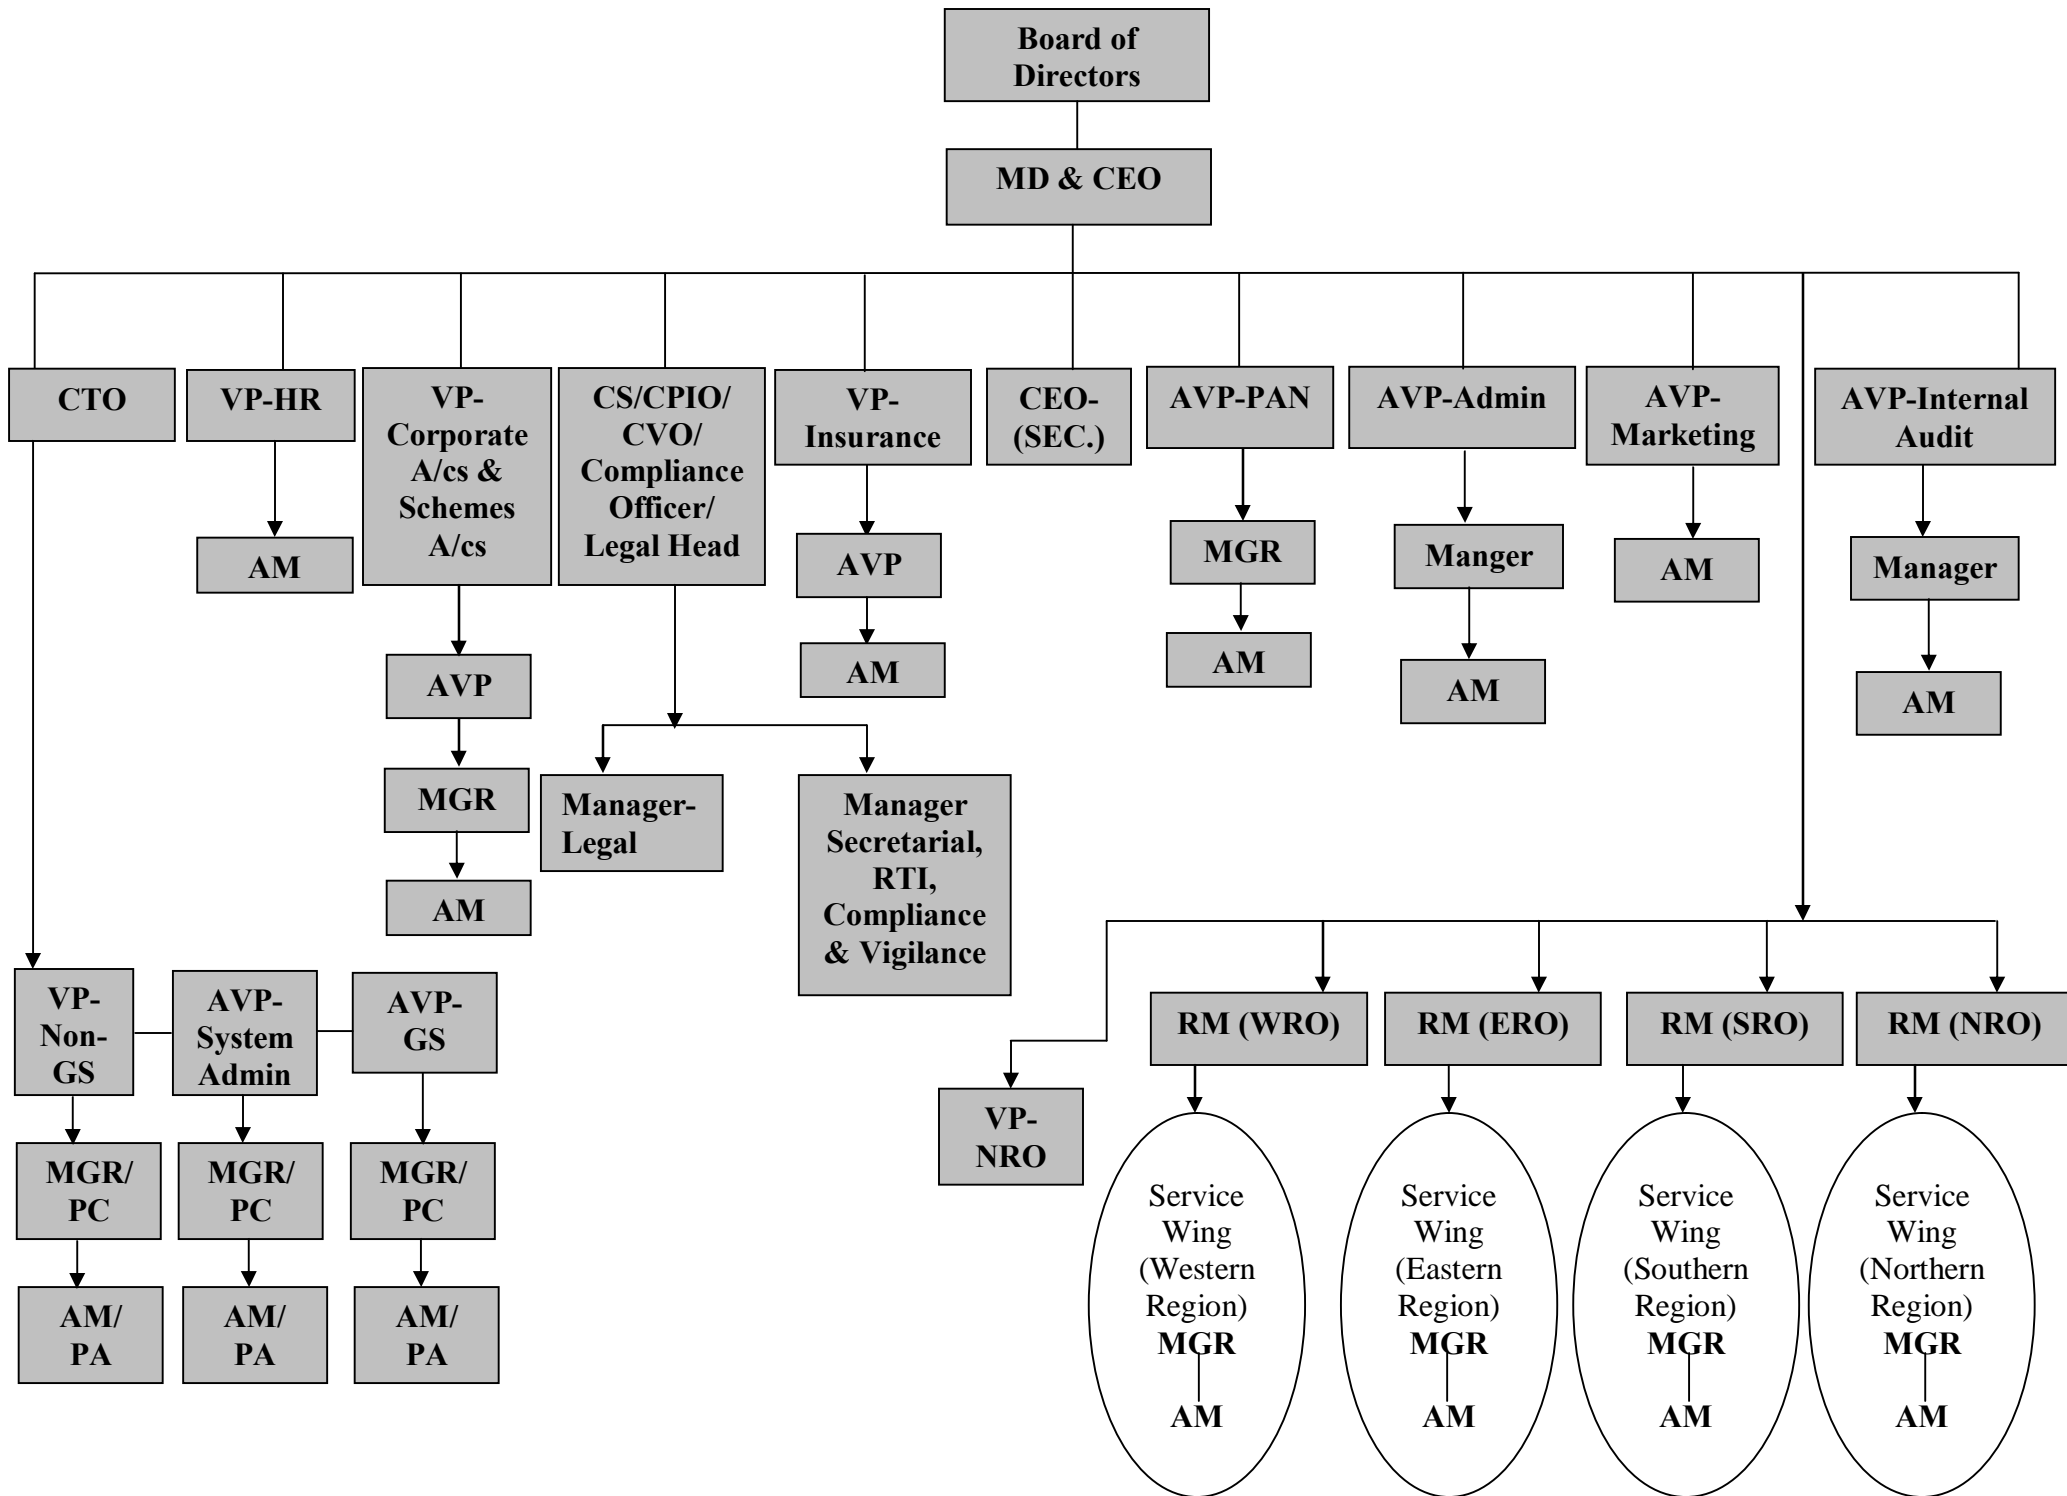 Board of
Directors
MD & CEO
CTO
VP-HR
VP-
Corporate
A/cs &
Schemes
A/cs
CS/CPIO/
CVO/
Compliance
Officer/
Legal Head
VP-
Insurance
CEO-
(SEC.)
AVP-PAN
AVP-Admin
AVP-
Marketing
AVP-Internal
Audit
AM
AVP
MGR
AM
Manager-
Legal
Manager
Secretarial,
RTI,
Compliance
& Vigilance
AVP
AM
MGR
AM
Manger
AM
AM
Manager
AM
VP-
Non-
GS
AVP-
System
Admin
AVP-
GS
MGR/
PC
MGR/
PC
MGR/
PC
AM/
PA
AM/
PA
AM/
PA
VP-
NRO
RM (WRO)
RM (ERO)
RM (SRO)
RM (NRO)
Service
Wing
(Western
Region)
MGR
AM
Service
Wing
(Eastern
Region)
MGR
AM
Service
Wing
(Southern
Region)
MGR
AM
Service
Wing
(Northern
Region)
MGR
AM